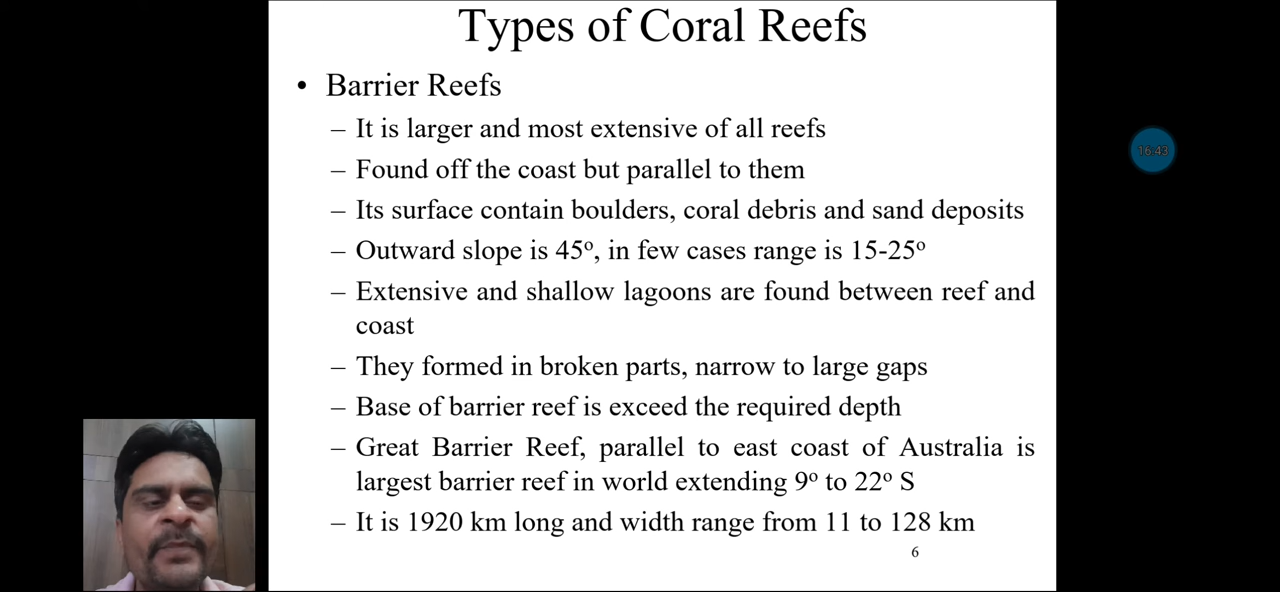 Types of Coral Reefs
• Barrier Reefs
– It is larger and most extensive of all reefs
– Found off the coast but parallel to them
– Its surface contain boulders, coral debris and sand deposits
– Outward slope is 45º, in few cases range is 15-25º
– Extensive and shallow lagoons are found between reef and
coast
– They formed in broken parts, narrow to large gaps
– Base of barrier reef is exceed the required depth
– Great Barrier Reef, parallel to east coast of Australia is
largest barrier reef in world extending 9º to 22º S
– It is 1920 km long and width range from 11 to 128 km
6
16:43